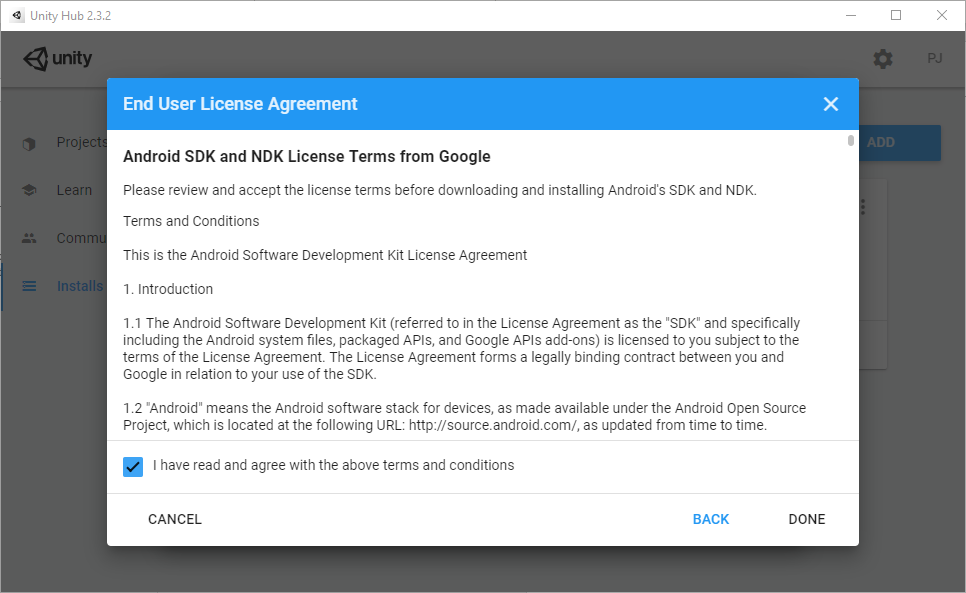 Unity Hub 2.3.2
unity
PJ
End User License Agreement
Projects
Learn
Commu
Installs
ADD
Android SDK and NDK License Terms from Google
Please review and accept the license terms before downloading and installing Android's SDK and NDK.
Terms and Conditions
This is the Android Software Development Kit License Agreement
1. Introduction
1.1 The Android Software Development Kit (referred to in the License Agreement as the "SDK" and specifically
including the Android system files, packaged APIs, and Google APIs add-ons) is licensed to you subject to the
terms of the License Agreement. The License Agreement forms a legally binding contract between you and
Google in relation to your use of the SDK.
1.2 "Android" means the Android software stack for devices, as made available under the Android Open Source
Project, which is located at the following URL: http://source.android.com/, as updated from time to time.
I have read and agree with the above terms and conditions
CANCEL
BACK
DONE